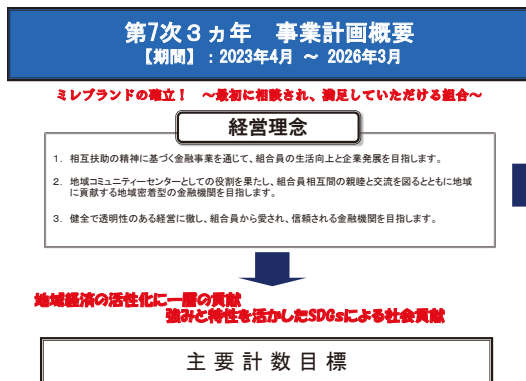 第7次３ヵ年　事業計画概要
【期間】：2023年4月 ～ 2026年3月
ミレブランドの確立！　～最初に相談され、満足していただける組合～
経営理念
1. 相互扶助の精神に基づく金融事業を通じて、組合員の生活向上と企業発展を目指します。
2. 地域コミュニティーセンターとしての役割を果たし、組合員相互間の親睦と交流を図るとともに地域
に貢献する地域密着型の金融機関を目指します。
3. 健全で透明性のある経営に徹し、組合員から愛され、信頼される金融機関を目指します。
地域経済の活性化に一層の貢献
強みと特性を活かしたSDGsによる社会貢献
主要計数目標